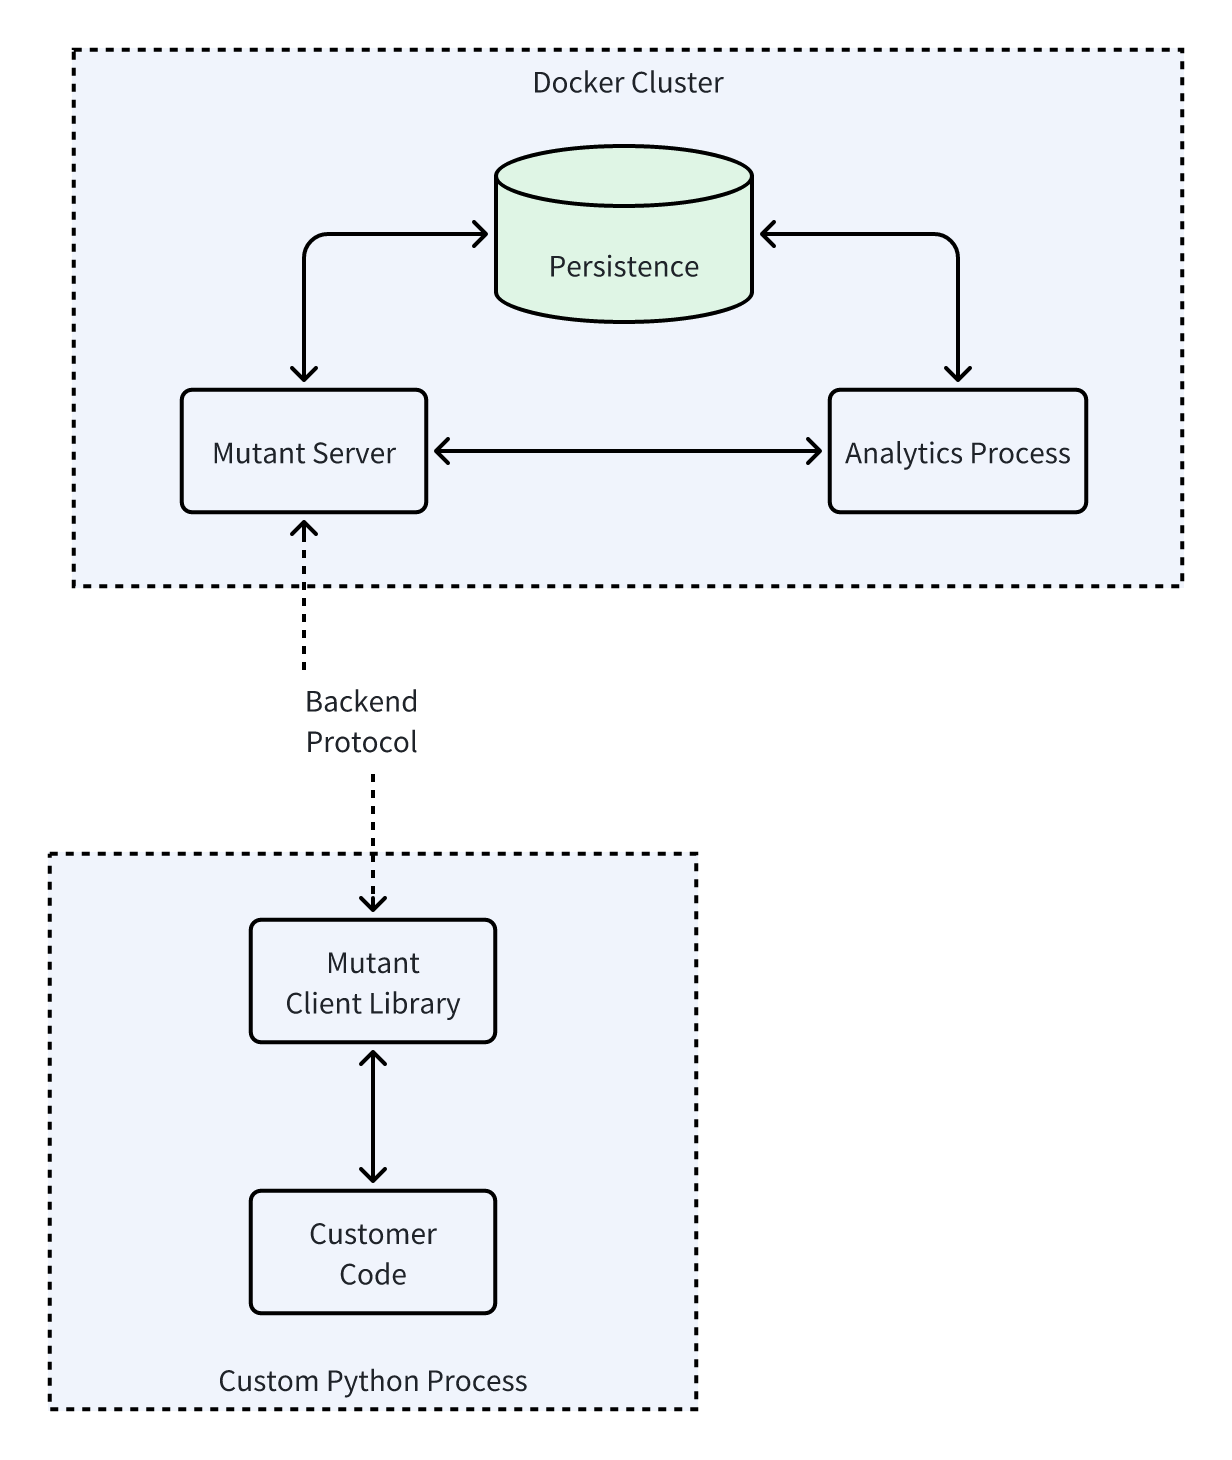 Docker Cluster
Persistence
Mutant Server
Analytics Process
Backend
Protocol
Mutant
Client Library
Customer
Code
Custom Python Process